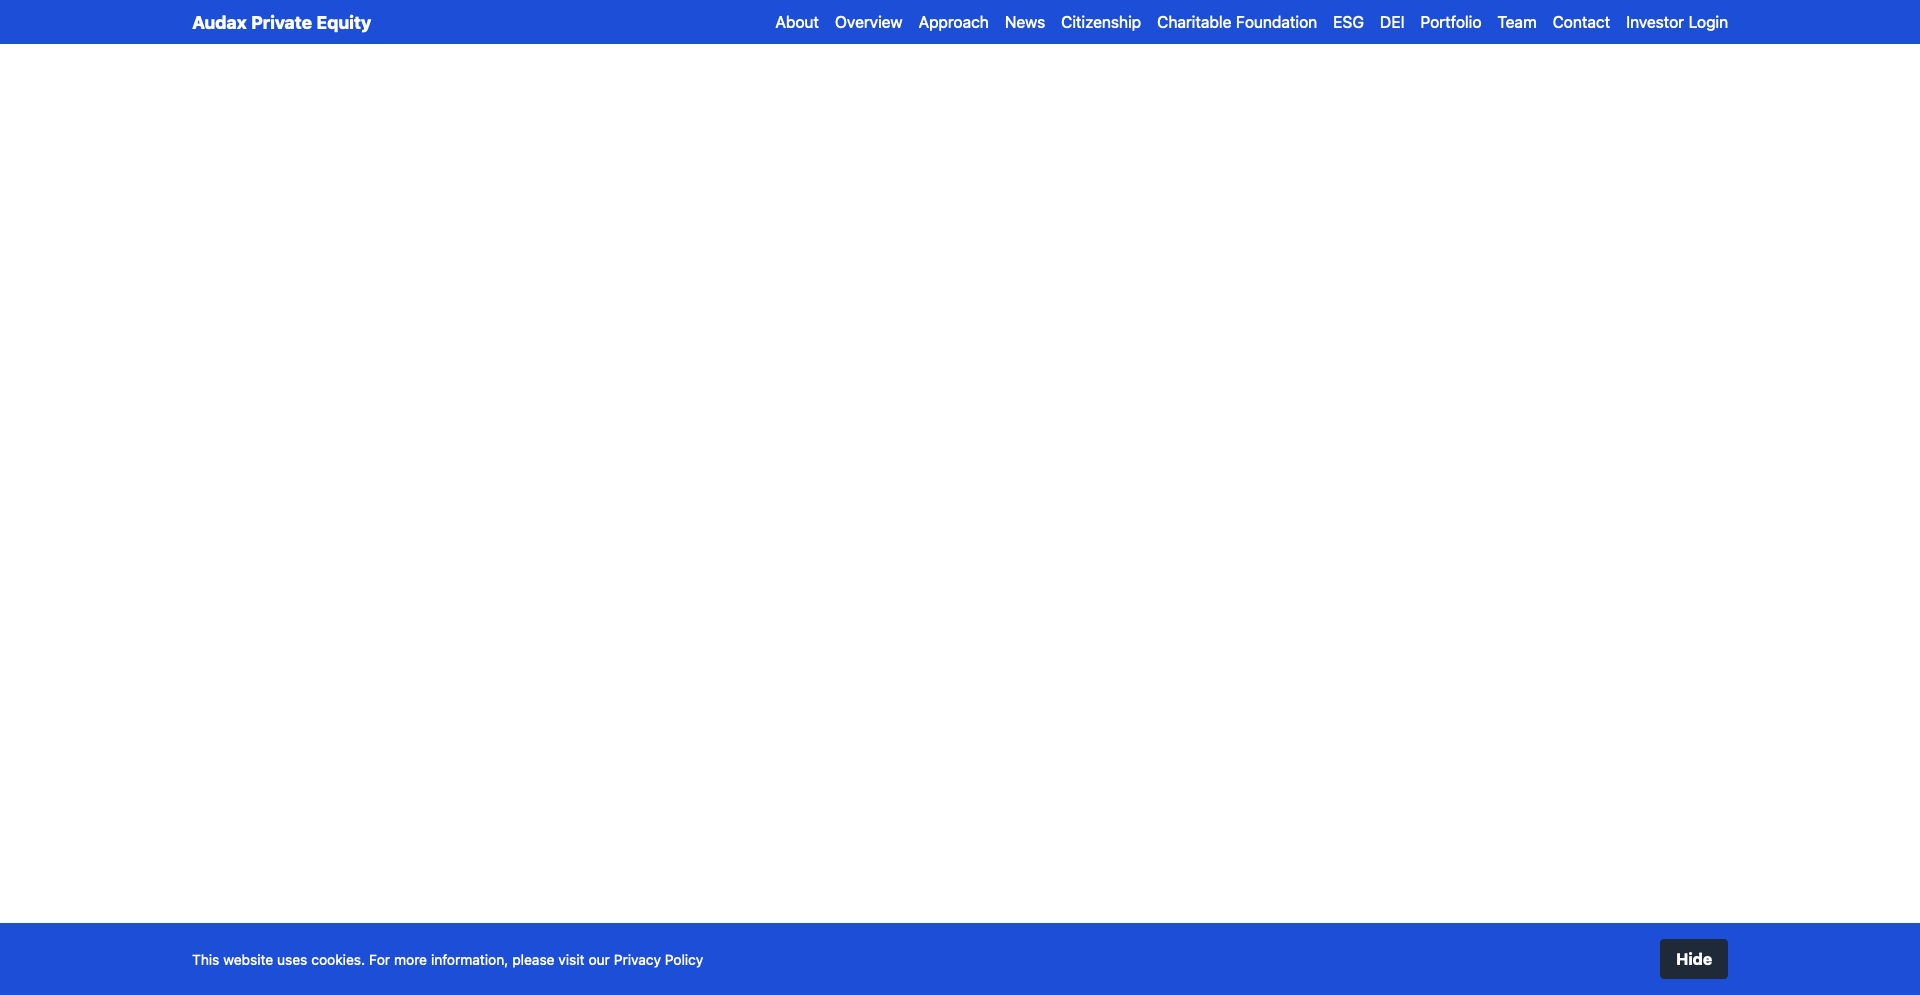 Audax Private Equity
About Overview Approach News Citizenship Charitable Foundation ESG DEI Portfolio Team Contact Investor Login
This website uses cookies. For more information, please visit our Privacy Policy
Hide